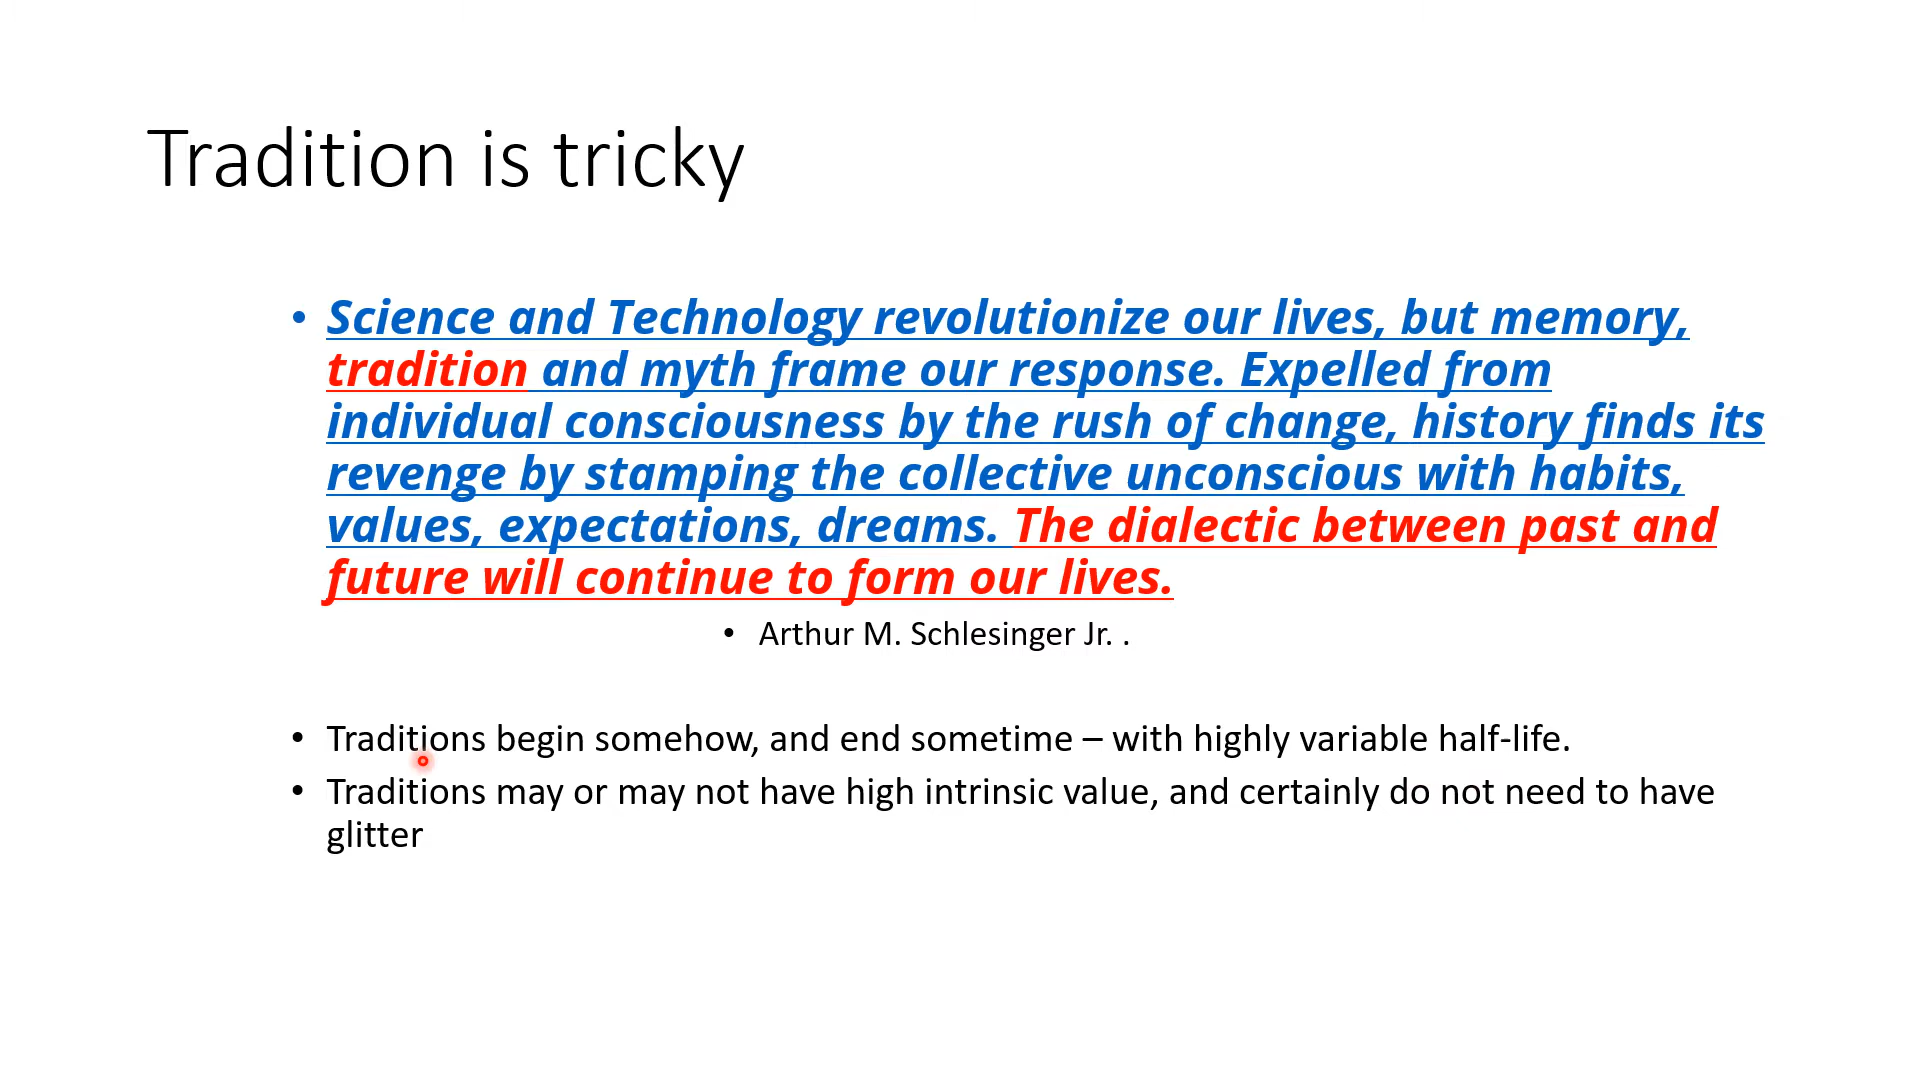 Tradition is tricky
• Science and Technology revolutionize our lives, but memory,
tradition and myth frame our response. Expelled from
individual consciousness by the rush of change, history finds its
revenge by stamping the collective unconscious with habits,
values, expectations, dreams. The dialectic between past and
future will continue to form our lives.
• Arthur M. Schlesinger Jr. .
• Traditions begin somehow, and end sometime – with highly variable half-life.
• Traditions may or may not have high intrinsic value, and certainly do not need to have
glitter